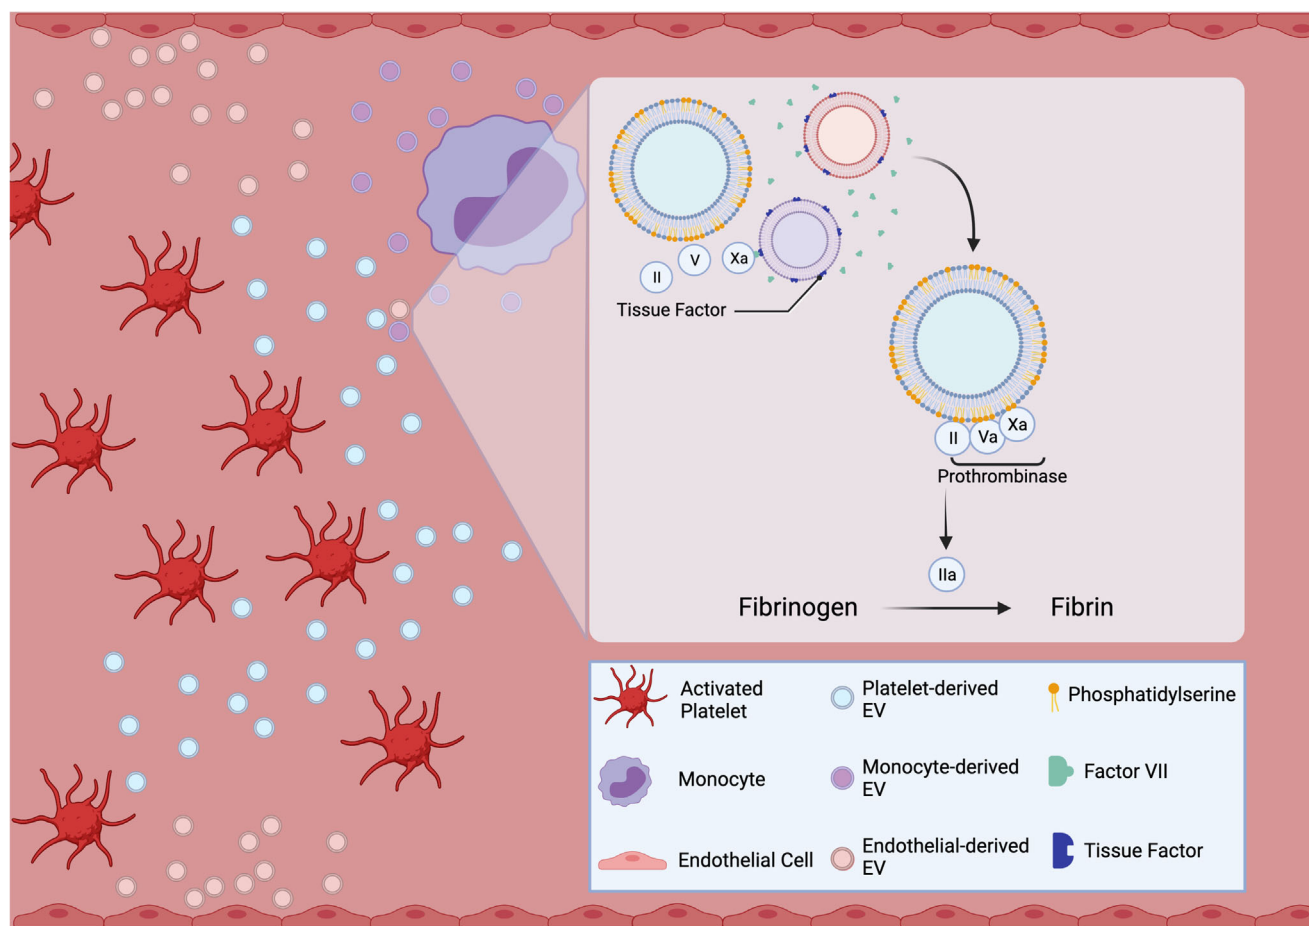 V
Xa
II
Tissue Factor
II
Va
Xa
Prothrombinase
IIa
Fibrinogen
Fibrin
Activated
Platelet
Platelet-derived
EV
Phosphatidylserine
Monocyte
Monocyte-derived
EV
Factor VII
Endothelial Cell
Endothelial-derived
EV
Tissue Factor